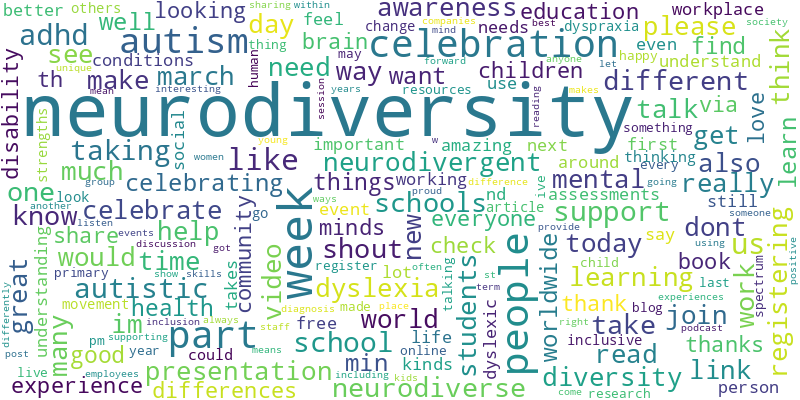 better
others
well
looking
day
sharing
within
feel
change
companies
mind
best
society
awareness
education
workplace
adhd
autism
brain
thing
may
forward
needs
dyspraxia
anyone
let
happy
understand
please
see
conditions
celebration
even
find
th
make
march
need
way
want
children
different
think
unique
mean
interesting
human
session
years
resources
use
makes
neurodiversity
talk
via
disability
strengths
taking
social
young
women
important
w
amazing
next
reading
something
first
thinking
get
love
much
like
neurodivergent
around
every
also
learn
one
look
celebrating
group
proud
difference
things
working
nd
ive
assessments
going
really
know
another
listen
celebrate
go
ways
event
schools
article
everyone
mental
support
still
someone
share
events
discussion
help
got
community
week
minds
shout
new
check
people
today
say
dont
us
using
would
time
takes
video
register
often
lot
talking
students
worldwide
child
book
spectrum
experiences
positive
great
understanding
primary
show
skills
autistic
health
diagnosis
dyslexia
st
term
provide
learning
last
work
registering
many
movement
im
inclusion
always
part
staff
made
place
world
dyslexic
thank
blog
take
join
podcast
differently
pm
supporting
free
life
right
inclusive
good
year
could
means
school
min
online
kinds
read
thanks
post
live
employees
presentation
including
kids
diversity
link
experience
differences
neurodiverse
come
research
person